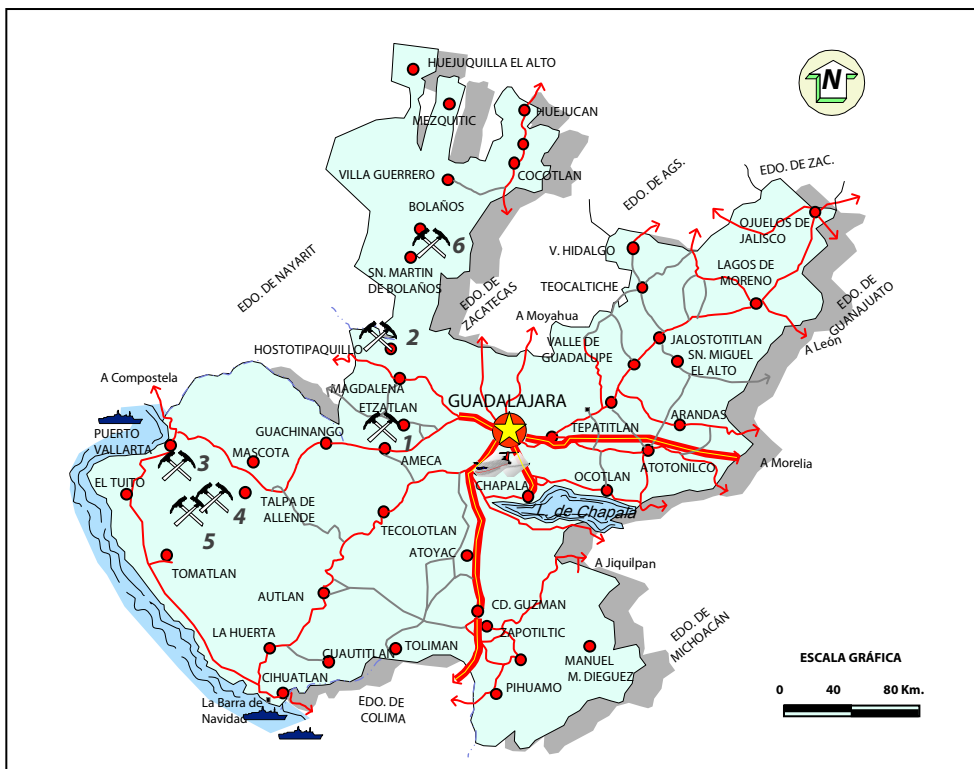 HUEJUQUILLA EL ALTO
N
MEZQUITIC
HUEJUCAN
EDO. DE ZAC.
EDO. DE AGS.
VILLA GUERRERO
COCOTLAN
BOLAÑOS
OJUELOS DE
JALISCO
6
V. HIDALGO
EDO. DE NAYARIT
SN. MARTIN
DE BOLAÑOS
LAGOS DE
MORENO
TEOCALTICHE
EDO. DE
ZACATECAS
EDO. DE
GUANAJUATO
A Moyahua
2
HOSTOTIPAQUILLO
VALLE DE
GUADALUPE
JALOSTOTITLAN
A León
SN. MIGUEL
EL ALTO
A Compostela
MAGDALENA
GUADALAJARA
ETZATLAN
ARANDAS
PUERTO
VALLARTA
GUACHINANGO
1
TEPATITLAN
AMECA
3
MASCOTA
ATOTONILCO
A Morelia
EL TUITO
OCOTLAN
CHAPALA
TALPA DE
ALLENDE
4
L. de Chapala
5
TECOLOTLAN
ATOYAC
A Jiquilpan
TOMATLAN
AUTLAN
CD. GUZMAN
ZAPOTILTIC
EDO. DE
MICHOACÁN
LA HUERTA
TOLIMAN
CUAUTITLAN
MANUEL
M. DIEGUEZ
ESCALA GRÁFICA
CIHUATLAN
PIHUAMO
0 40 80 Km.
La Barra de
Navidad
EDO. DE
COLIMA